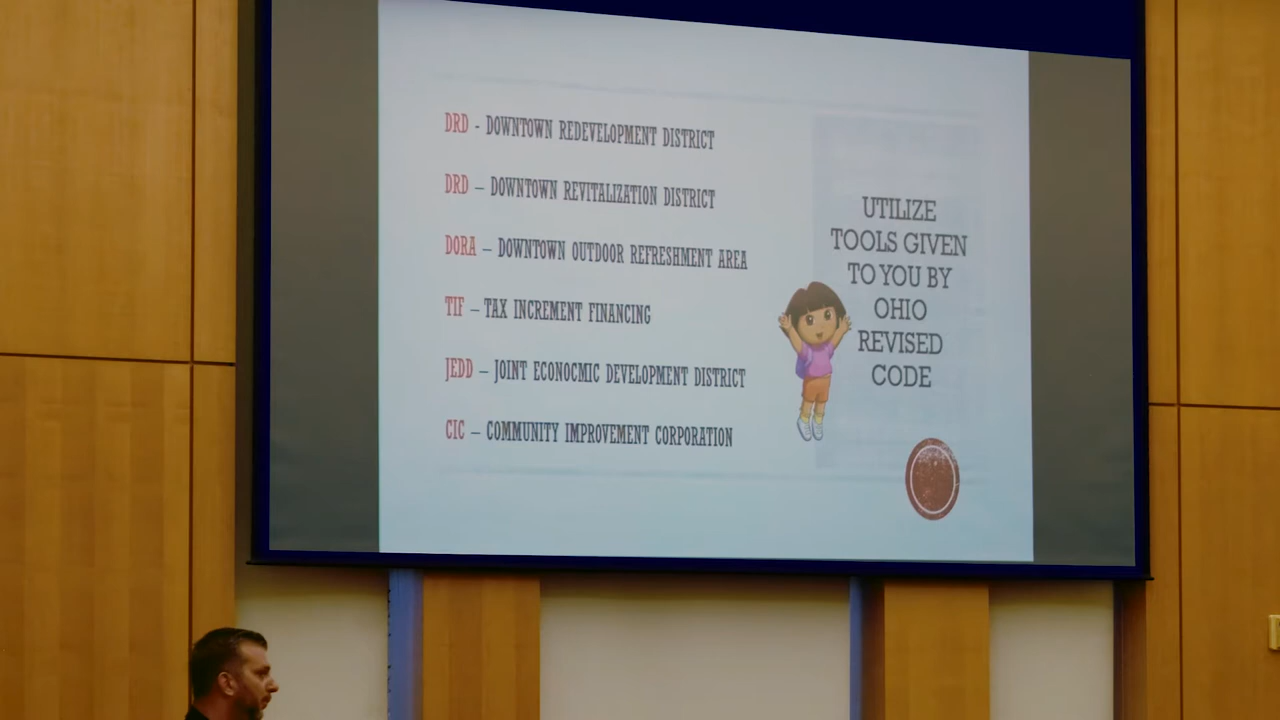 DRD - DOWNTOWN REDEVELOPMENT DISTRICT
DRD – DOWNTOWN REVITALIZATION DISTRICT
DORA – DOWNTOWN OUTDOOR REFRESHMENT AREA
TIF – TAX INCREMENT FINANCING
JEDD – JOINT ECONOCMIC DEVELOPMENT DISTRICT
CIC – COMMUNITY IMPROVEMENT CORPORATION
UTILIZE
TOOLS GIVEN
TO YOU BY
OHIO
REVISED
CODE